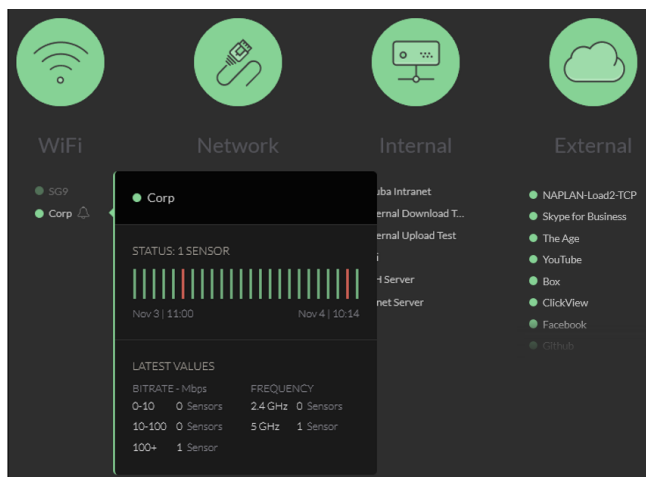 WiFi
Network
Internal
External
SG9
Corp
Corp
STATUS: 1 SENSOR
Nov 3 | 11:00
Nov 4 | 10:14
LATEST VALUES
BITRATE - Mbps
FREQUENCY
0-10 0 Sensors
2.4 GHz 0 Sensors
10-100 0 Sensors
5 GHz 1 Sensor
100+ 1 Sensor
uba Intranet
ernal Download T...
ernal Upload Test
i
H Server
net Server
NAPLAN-Load2-TCP
Skype for Business
The Age
YouTube
Box
ClickView
Facebook
Github